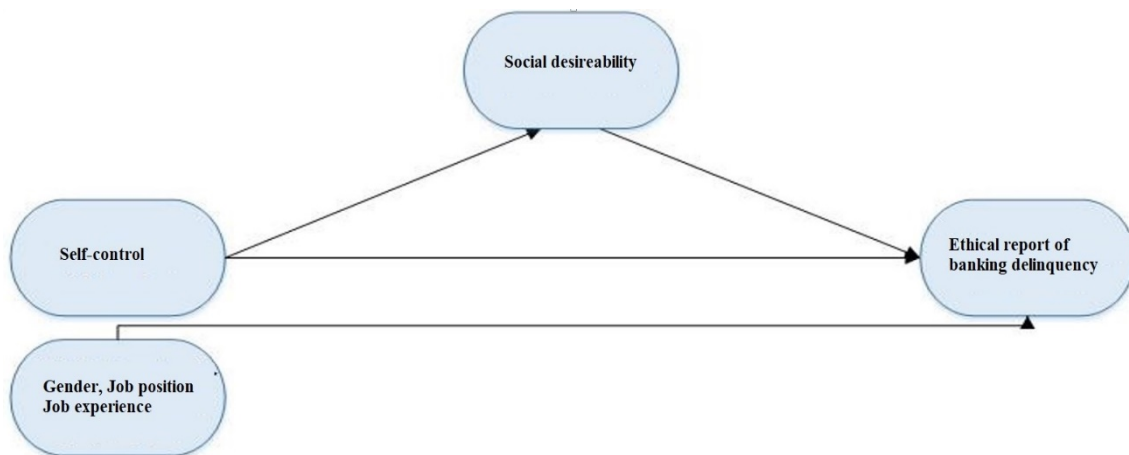 Social desireability
Self-control
Ethical report of
banking delinquency
Gender, Job position
Job experience